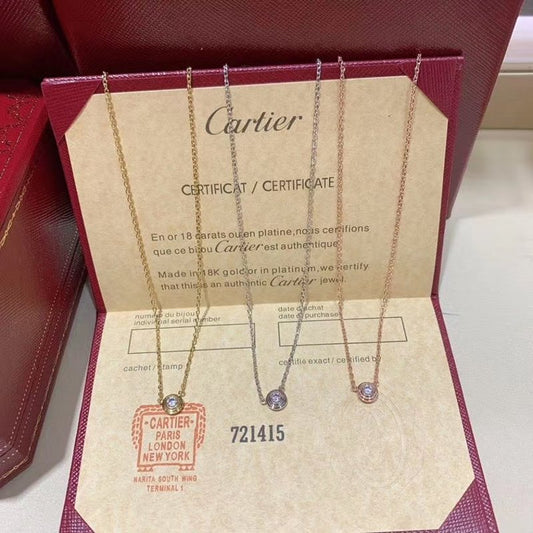 Cartier
CERTIFICAT / CERTIFICATE
En or 18 carats ou en platine,nous certifions
que ce bijou Cartier est authentique.
Made in 18K gold or in platinum,we certify
that this is an authentic Cartier jewel.
numéro du bijou
individual serial number
date d'achat
date of purchase
cachet / stamp
certifié exact / certified by
CARTIER
PARIS
LONDON
NEW YORK
NARITA SOUTH WING
TERMINAL 1
721415